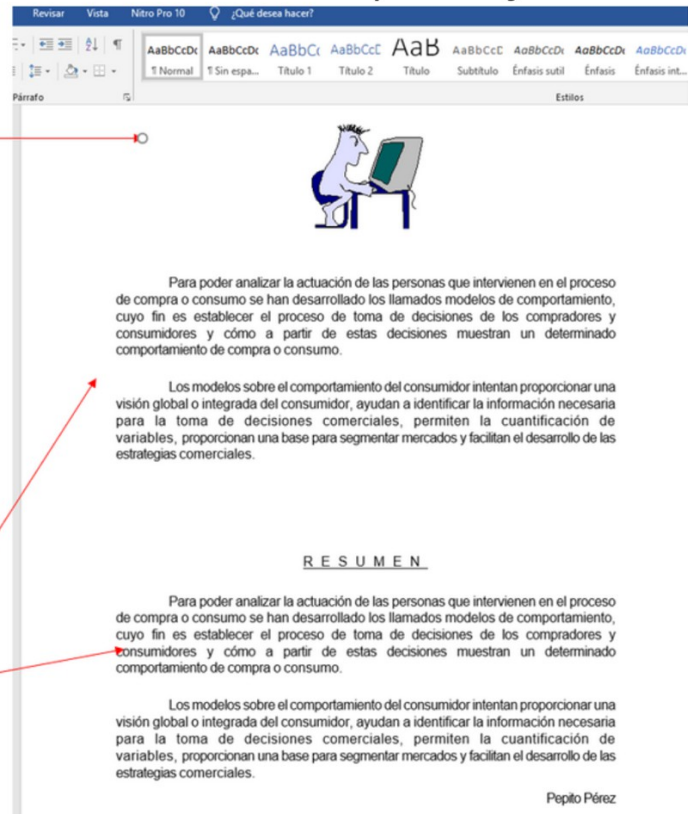 Revisar Vista Nitro Pro 10 ¿Qué desea hacer?
AaBbCcDc AaBbCcDc AaBbCc AaBbCcC AaB AaBbCcC AaBbCcDc AaBbCcDc AaBbCcDc
¶ Normal ¶ Sin espa... Título 1 Título 2 Título Subtítulo Énfasis sutil Énfasis Énfasis int...
Párrafo Estilos
Para poder analizar la actuación de las personas que intervienen en el proceso
de compra o consumo se han desarrollado los llamados modelos de comportamiento,
cuyo fin es establecer el proceso de toma de decisiones de los compradores y
consumidores y cómo a partir de estas decisiones muestran un determinado
comportamiento de compra o consumo.
Los modelos sobre el comportamiento del consumidor intentan proporcionar una
visión global o integrada del consumidor, ayudan a identificar la información necesaria
para la toma de decisiones comerciales, permiten la cuantificación de
variables, proporcionan una base para segmentar mercados y facilitan el desarrollo de las
estrategias comerciales.
R E S U M E N
Para poder analizar la actuación de las personas que intervienen en el proceso
de compra o consumo se han desarrollado los llamados modelos de comportamiento,
cuyo fin es establecer el proceso de toma de decisiones de los compradores y
consumidores y cómo a partir de estas decisiones muestran un determinado
comportamiento de compra o consumo.
Los modelos sobre el comportamiento del consumidor intentan proporcionar una
visión global o integrada del consumidor, ayudan a identificar la información necesaria
para la toma de decisiones comerciales, permiten la cuantificación de
variables, proporcionan una base para segmentar mercados y facilitan el desarrollo de las
estrategias comerciales.
Pepito Pérez